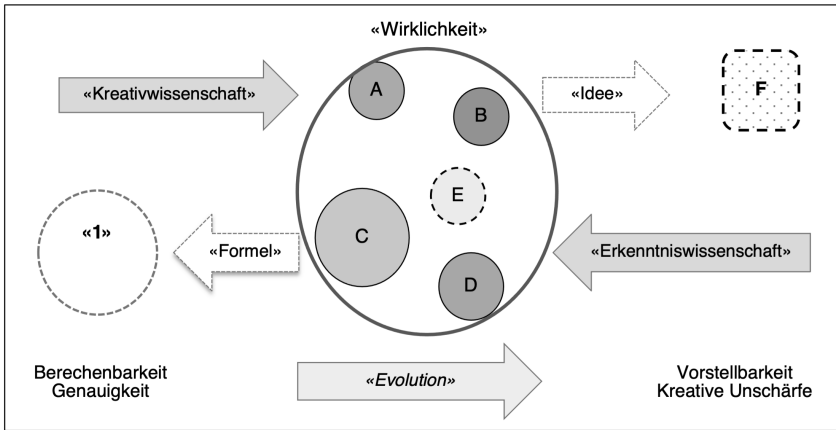 «Wirklichkeit»
«Kreativwissenschaft»
A
B
«Idee»
F
E
«1»
C
«Formel»
«Erkenntniswissenschaft»
D
Berechenbarkeit
Genauigkeit
«Evolution»
Vorstellbarkeit
Kreative Unschärfe